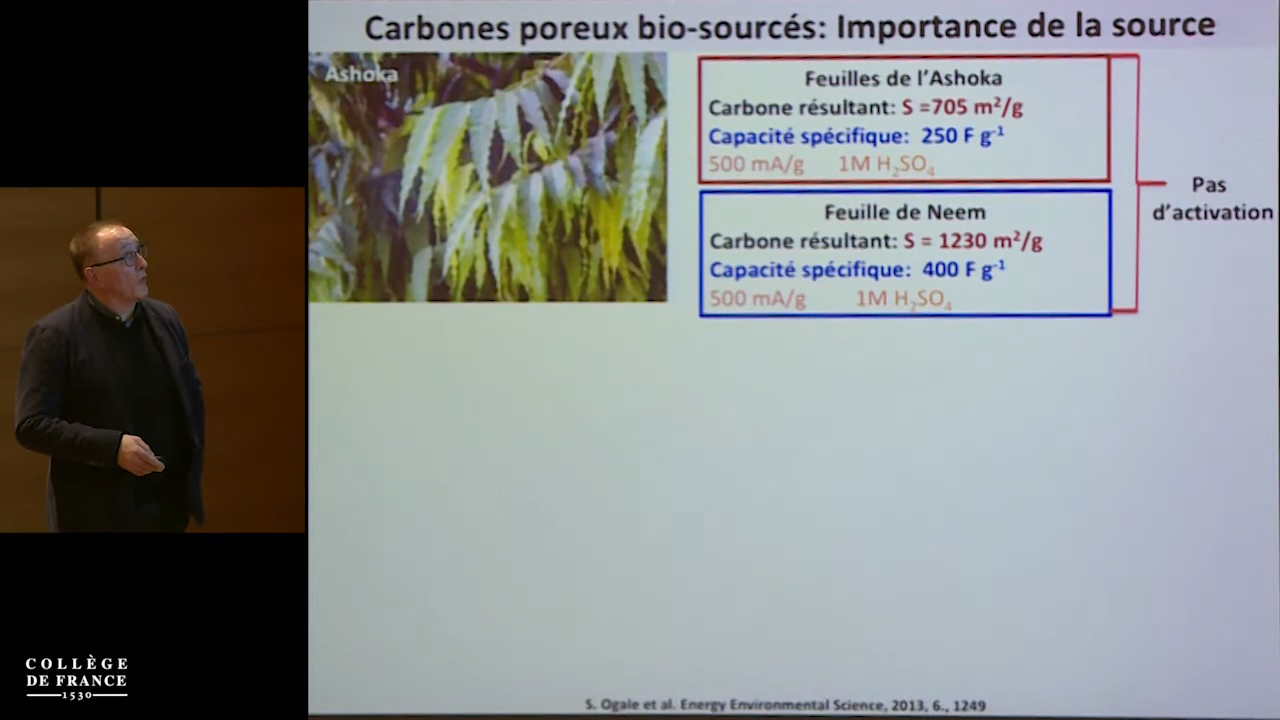 Carbones poreux bio-sourcés: Importance de la source
Ashoka
Feuilles de l'Ashoka
Carbone résultant: S =705 m²/g
Capacité spécifique: 250 F g⁻¹
500 mA/g 1M H₂SO₄
Feuille de Neem
Carbone résultant: S = 1230 m²/g
Capacité spécifique: 400 F g⁻¹
500 mA/g 1M H₂SO₄
Pas
d'activation
S. Ogale et al. Energy Environmental Science, 2013, 6., 1249
COLLÈGE
DE FRANCE
1530